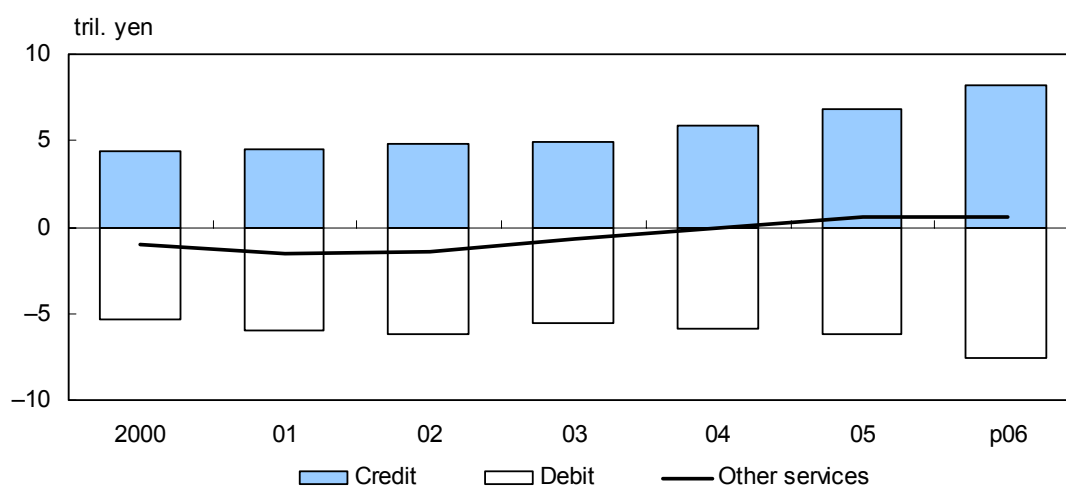 tril. yen
10
5
0
–5
–10
2000 01 02 03 04 05 p06
Credit Debit Other services